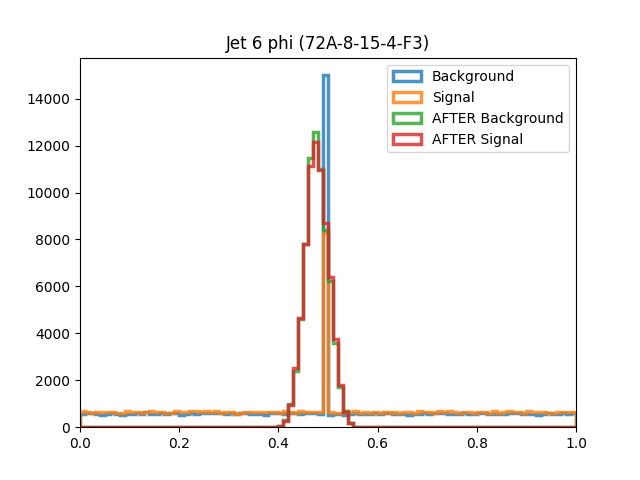 Jet 6 phi (72A-8-15-4-F3)
Background
Signal
AFTER Background
AFTER Signal
14000
12000
10000
8000
6000
4000
2000
0
0.0 0.2 0.4 0.6 0.8 1.0